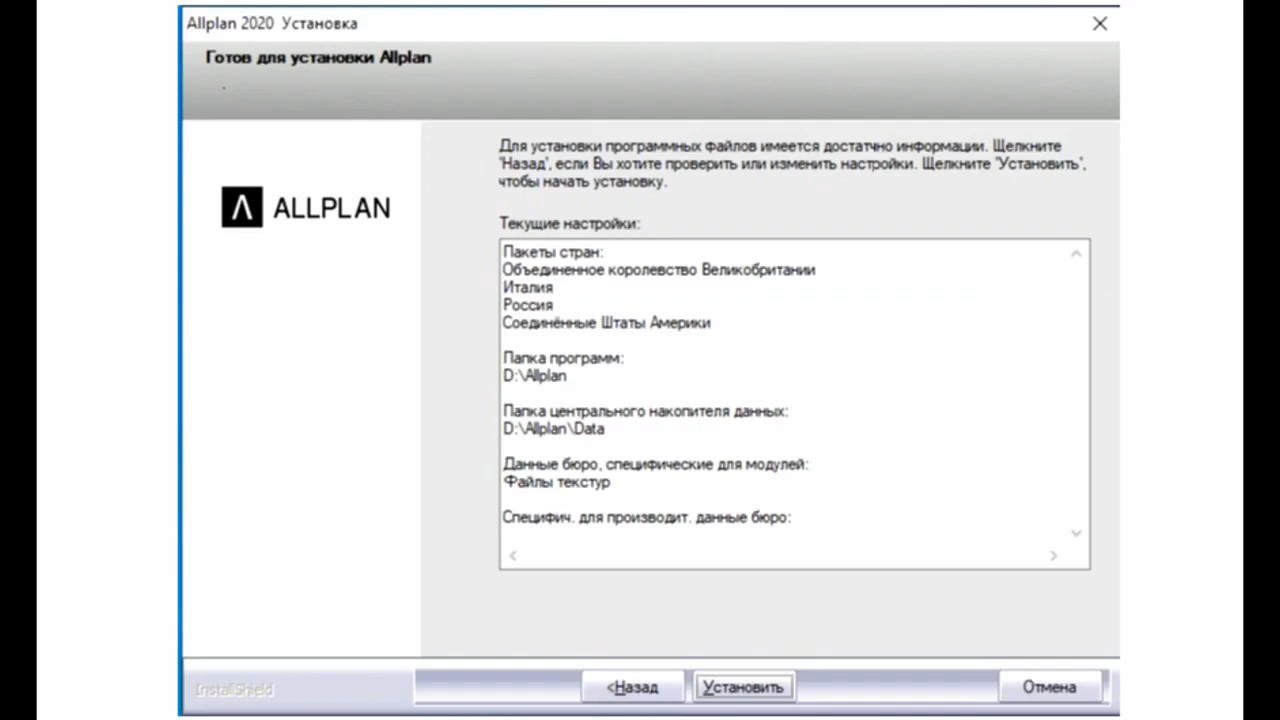 Allplan 2020 Установка
Готов для установки Allplan
ALLPLAN
Для установки программных файлов имеется достатчно информации. Щелкните
'Назад', если Вы хотите проверить или изменить настройки. Щелкните 'Установить',
чтобы начать установку.
Текущие настройки:
Пакеты стран:
Объединенное королевство Великобритании
Италия
Россия
Соединённые Штаты Америки
Папка программ:
D:\Allplan
Папка центрального накопителя данных:
D:\Allplan\Data
Данные бюро, специфические для модулей:
Файлы текстур
Специфич. для производит. данные бюро:
InstallShield
<Назад
Установить
Отмена